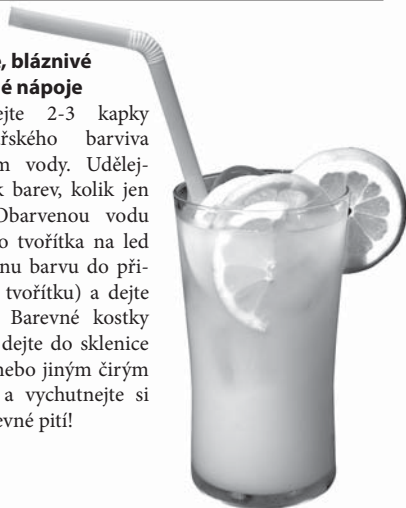 , bláznivé
é nápoje
ejte 2-3 kapky
řského barviva
m vody. Udělej-
k barev, kolik jen
Obarvenou vodu
o tvořítka na led
nu barvu do při-
tvořítku) a dejte
Barevné kostky
dejte do sklenice
nebo jiným čirým
a vychutnejte si
evné pití!